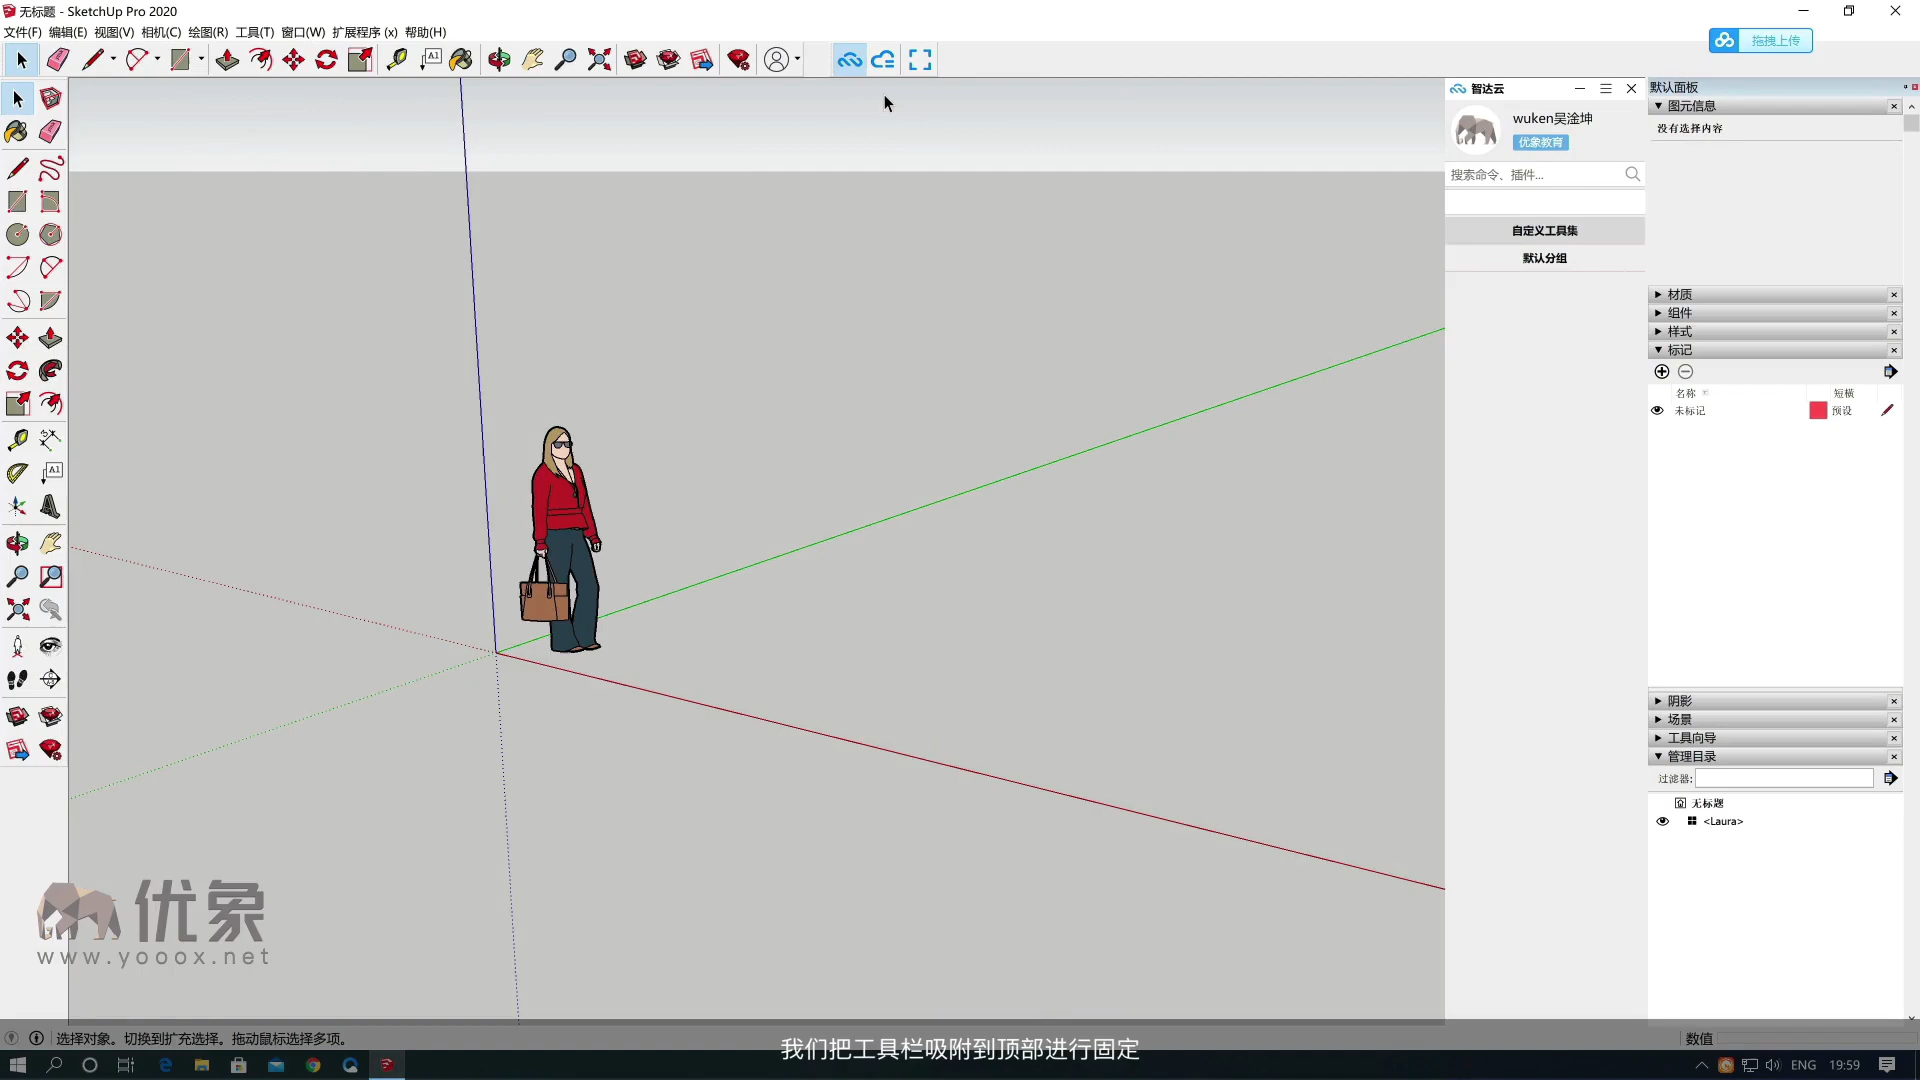 无标题 - SketchUp Pro 2020
文件(F) 编辑(E) 视图(V) 相机(C) 绘图(R) 工具(T) 窗口(W) 扩展程序 (x) 帮助(H)
拖拽上传
智达云
wuken吴淦坤
优象教育
搜索命令、插件...
自定义工具集
默认分组
默认面板
图元信息
没有选择内容
材质
组件
样式
标记
名称 短横
未标记 预设
阴影
场景
工具向导
管理目录
过滤器:
无标题
<Laura>
优象
www.yooox.net
选择对象。切换到扩充选择。拖动鼠标选择多项。
数值
我们把工具栏吸附到顶部进行固定
ENG 19:59